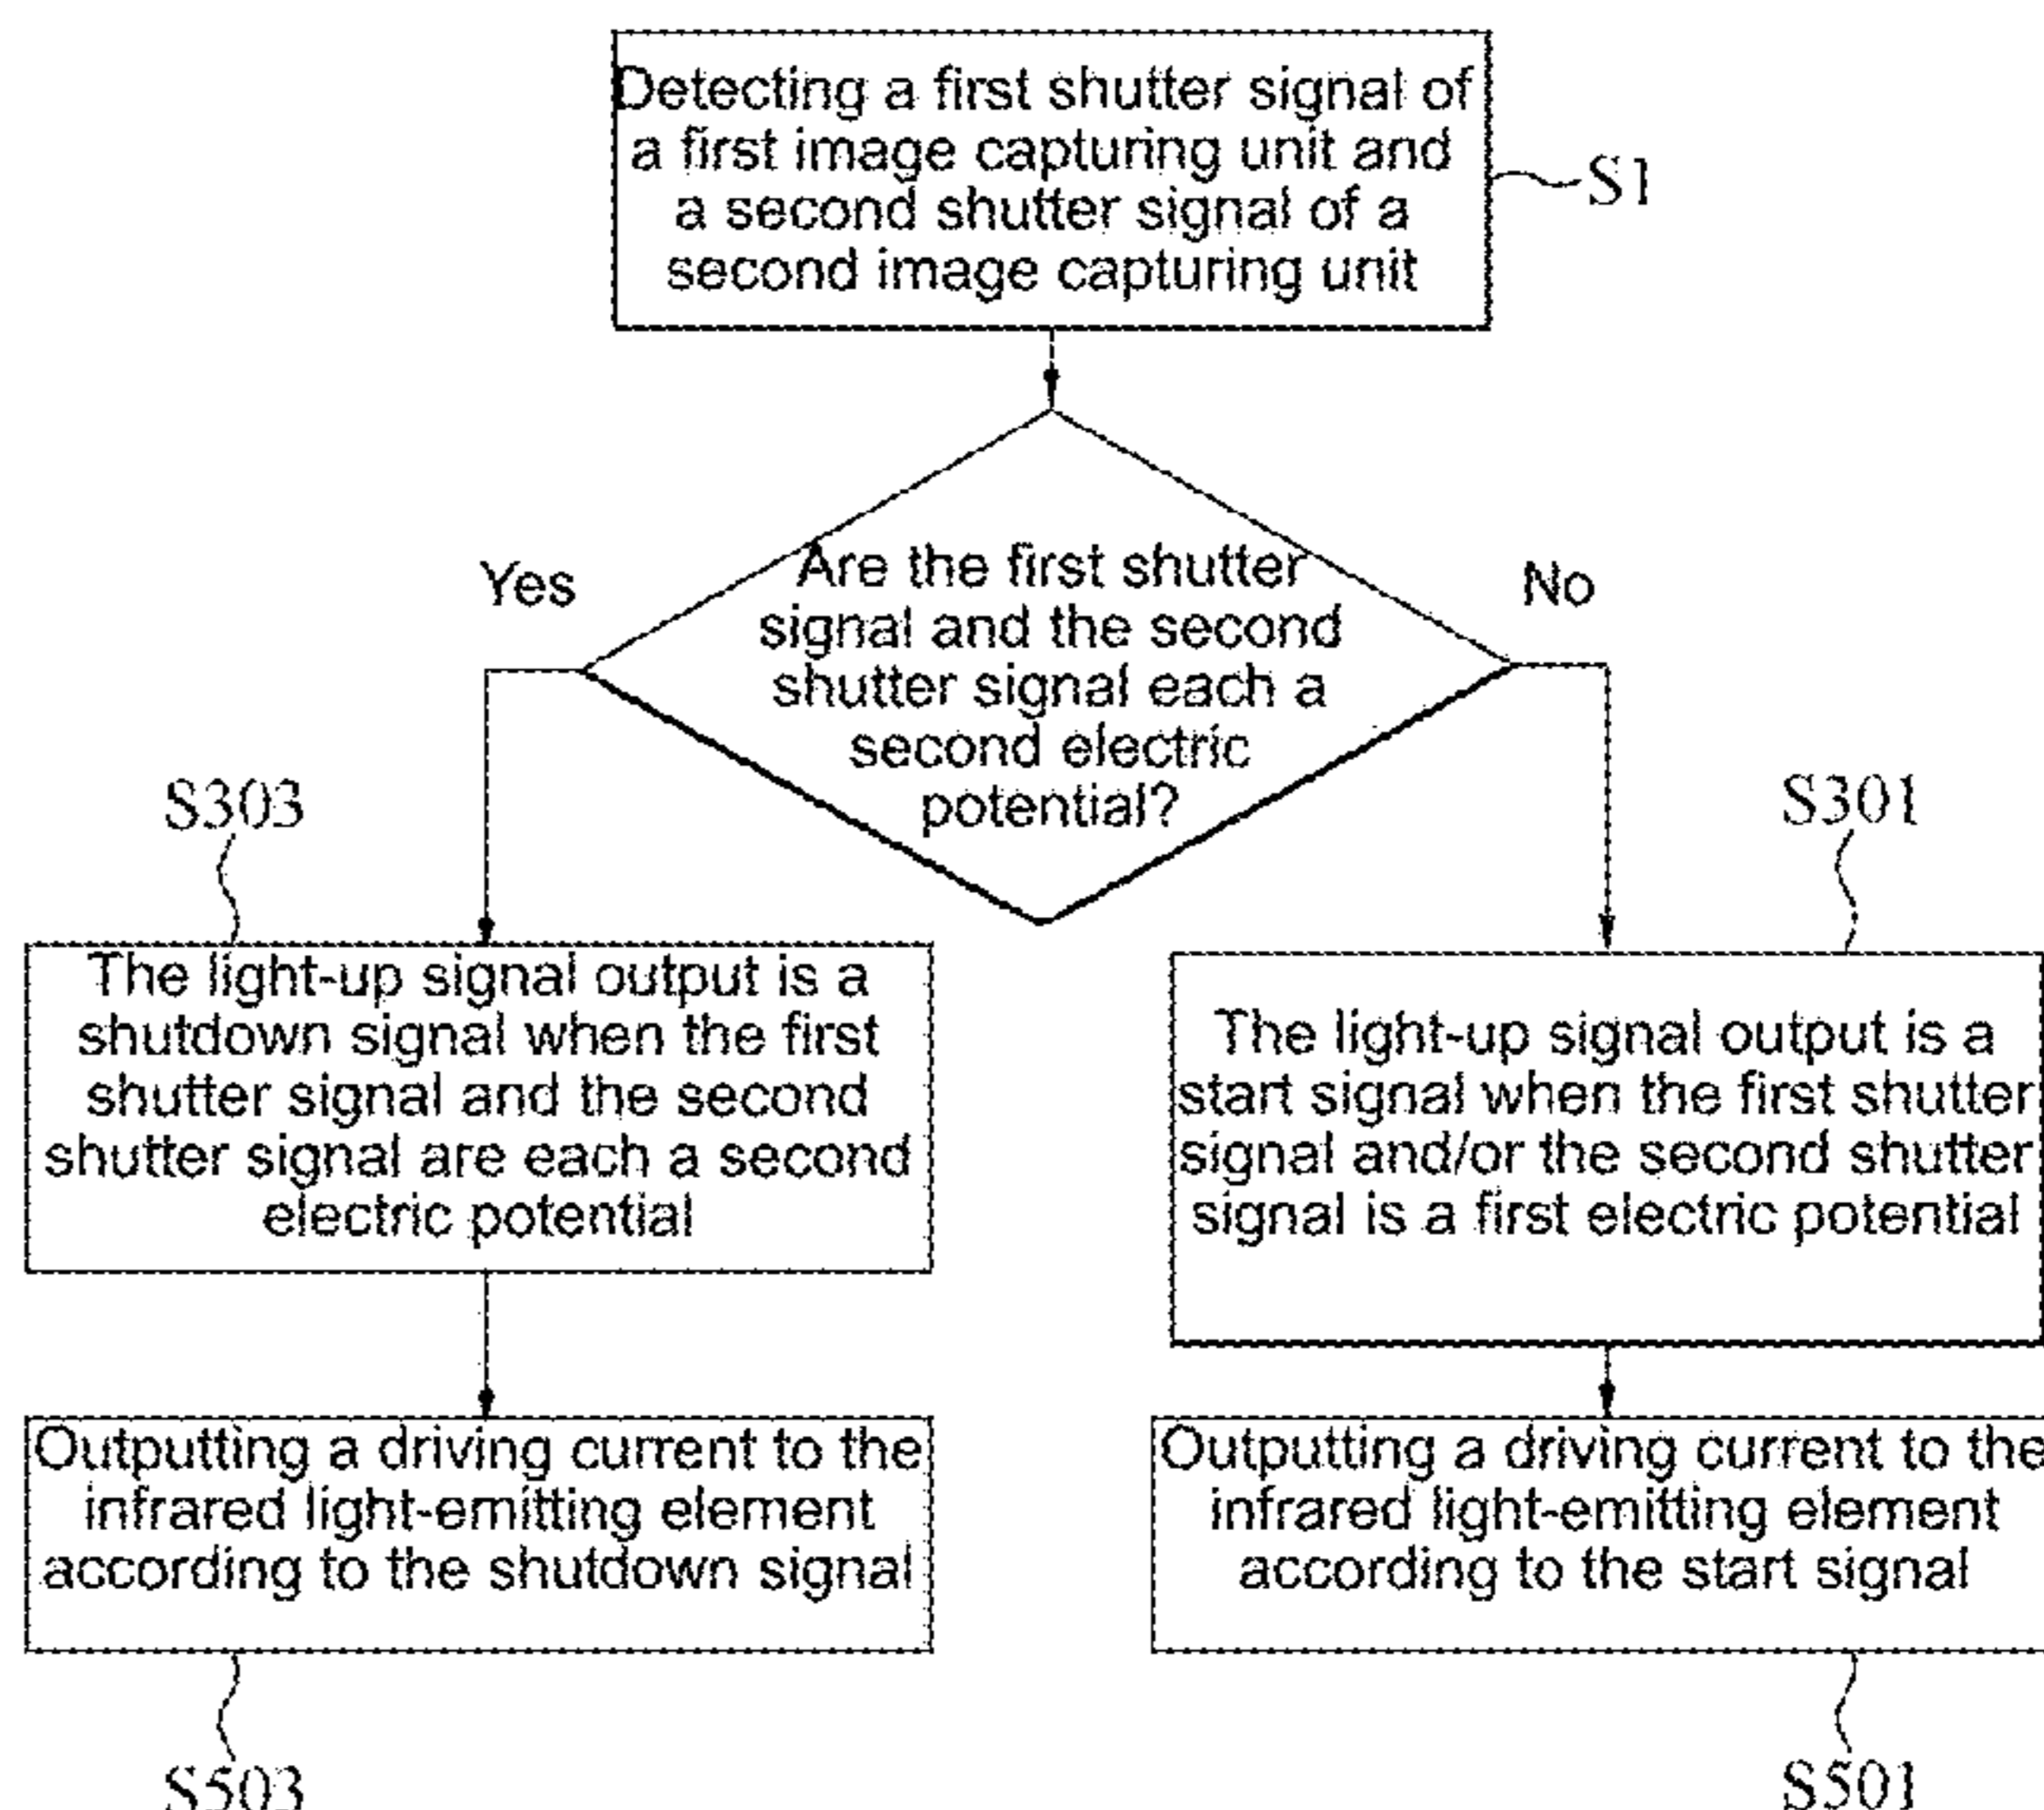 Detecting a first shutter signal of
a first image capturing unit and
a second shutter signal of a
second image capturing unit
S1
Are the first shutter
signal and the second
shutter signal each a
second electric
potential?
Yes
No
S303
S301
The light-up signal output is a
shutdown signal when the first
shutter signal and the second
shutter signal are each a second
electric potential
The light-up signal output is a
start signal when the first shutter
signal and/or the second shutter
signal is a first electric potential
Outputting a driving current to the
infrared light-emitting element
according to the shutdown signal
Outputting a driving current to the
infrared light-emitting element
according to the start signal
S503
S501